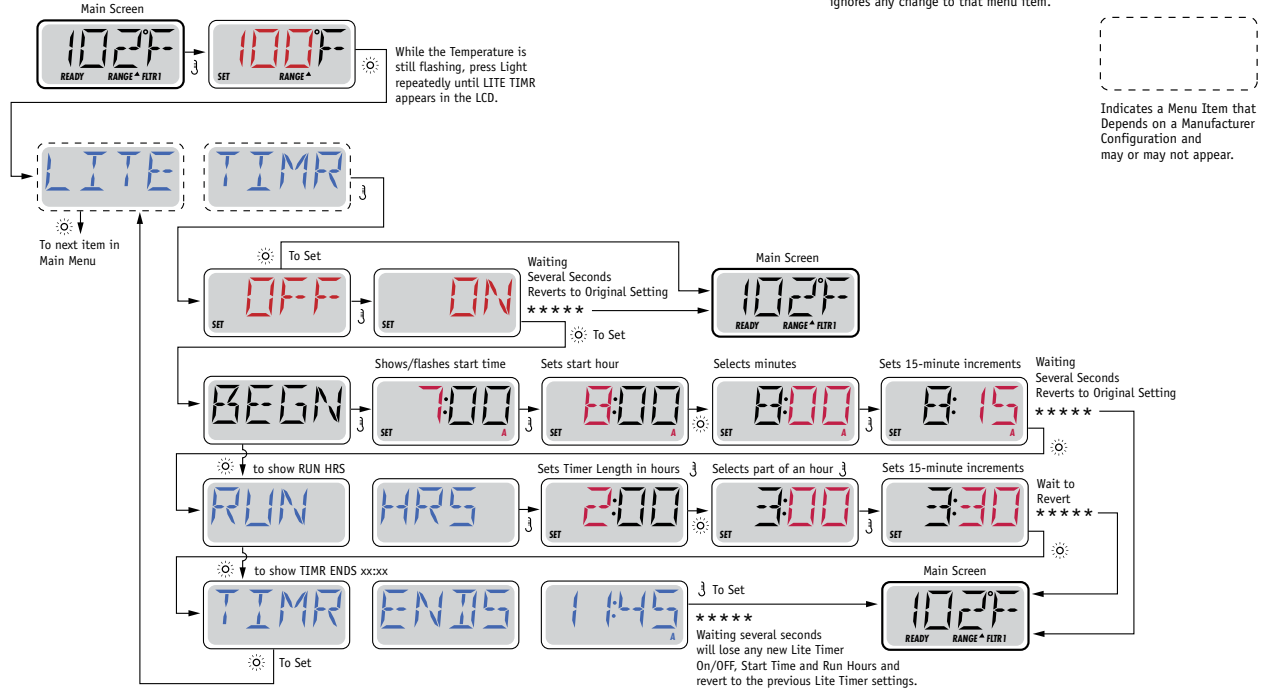 ignores any change to that menu item.
Main Screen
102°F
READY RANGE FLTR1
100°F
SET RANGE
While the Temperature is
still flashing, press Light
repeatedly until LITE TIMR
appears in the LCD.
Indicates a Menu Item that
Depends on a Manufacturer
Configuration and
may or may not appear.
LITE TIMR
To next item in
Main Menu
To Set
OFF
SET
ON
SET
Waiting
Several Seconds
Reverts to Original Setting
*****
To Set
Main Screen
102°F
READY RANGE FLTR1
BEGN
Shows/flashes start time
7:00
SET A
Sets start hour
8:00
SET A
Selects minutes
8:00
SET A
Sets 15-minute increments
8:15
SET A
Waiting
Several Seconds
Reverts to Original Setting
*****
to show RUN HRS
RUN HRS
Sets Timer Length in hours
2:00
SET
Selects part of an hour
3:00
SET
Sets 15-minute increments
3:30
SET
Wait to
Revert
*****
to show TIMR ENDS xx:xx
TIMR ENDS 11:45
A
To Set
To Set
*****
Waiting several seconds
will lose any new Lite Timer
On/OFF, Start Time and Run Hours and
revert to the previous Lite Timer settings.
Main Screen
102°F
READY RANGE FLTR1